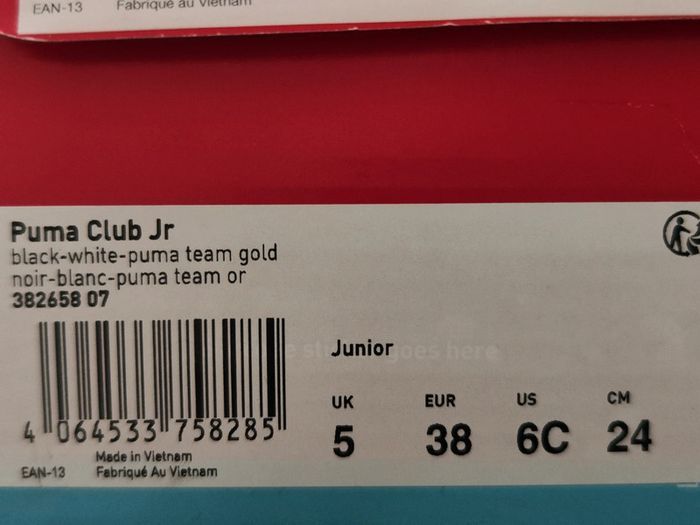 EAN-13 Fabriqué au Vietnam
Puma Club Jr
black-white-puma team gold
noir-blanc-puma team or
382658 07
goes here
Junior
UK EUR US CM
5 38 6C 24
4 064533 758285
Made in Vietnam
EAN-13 Fabriqué Au Vietnam